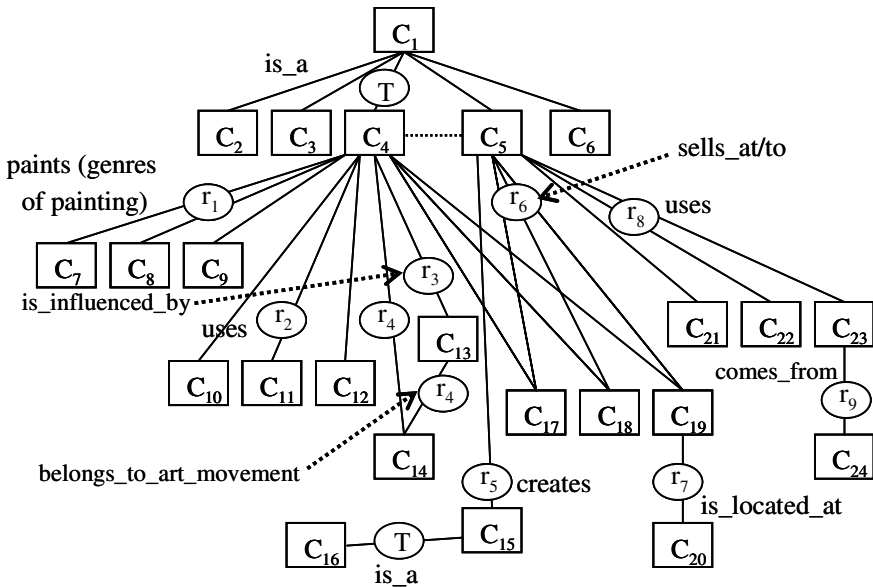 C1
is_a
T
C2 C3 C4 C5 C6
sells_at/to
paints (genres
of painting)
r1
r6
r8 uses
C7 C8 C9
r3
is_influenced_by
uses r2 r4
C13
C21 C22 C23
comes_from
C10 C11 C12
r4
r9
C17 C18 C19
C14
C24
belongs_to_art_movement
r5 creates
r7
is_located_at
C16 T C15
C20
is_a